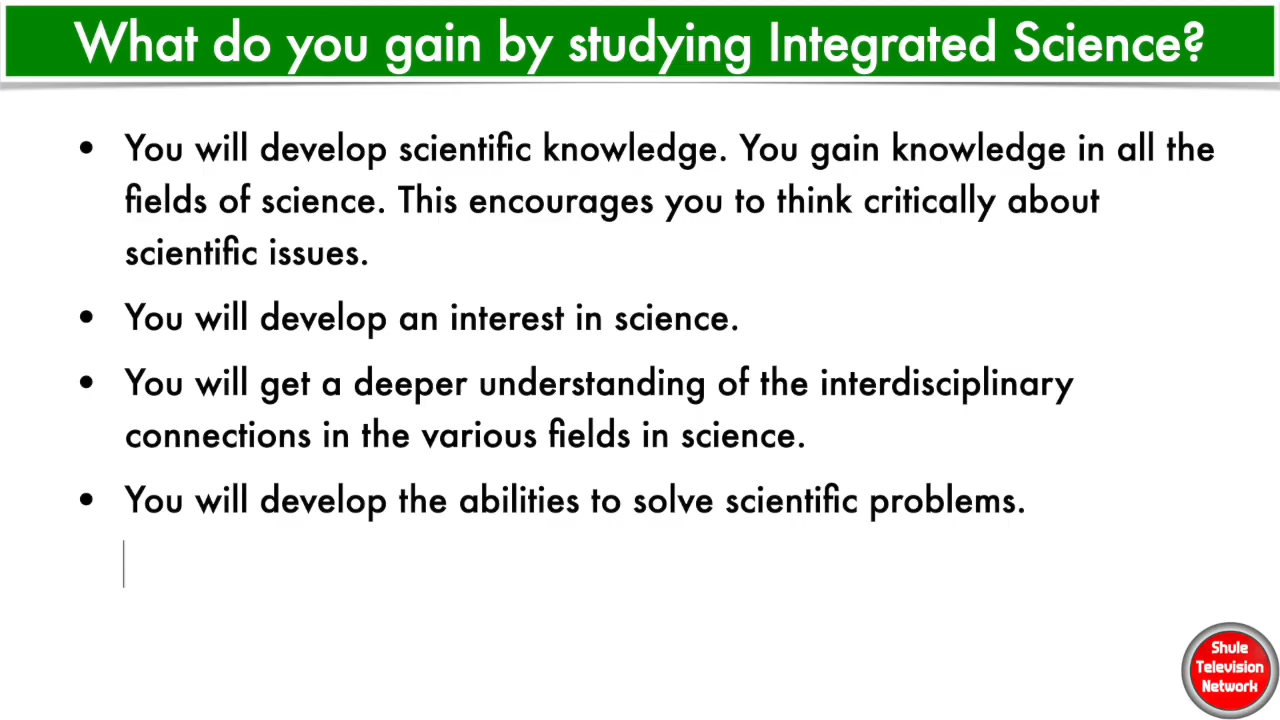 What do you gain by studying Integrated Science?
• You will develop scientific knowledge. You gain knowledge in all the
fields of science. This encourages you to think critically about
scientific issues.
• You will develop an interest in science.
• You will get a deeper understanding of the interdisciplinary
connections in the various fields in science.
• You will develop the abilities to solve scientific problems.
Shule
Television
Network